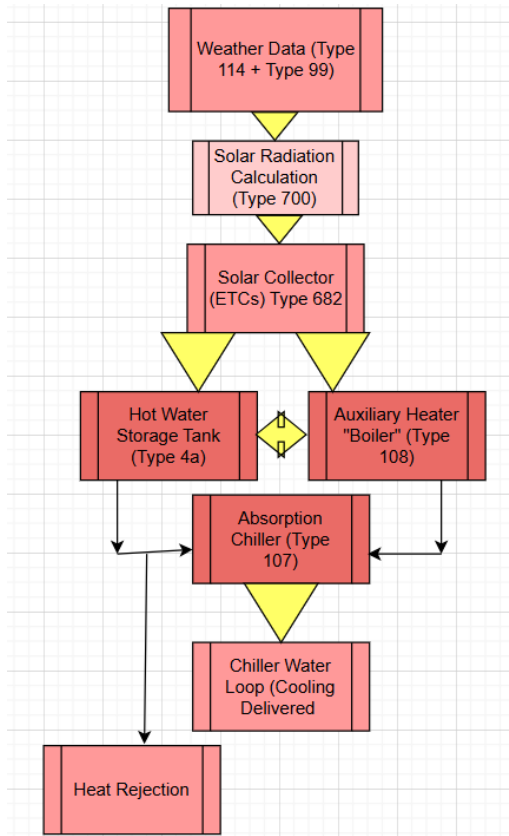 Weather Data (Type
114 + Type 99)
Solar Radiation
Calculation
(Type 700)
Solar Collector
(ETCs) Type 682
Hot Water
Storage Tank
(Type 4a)
Auxiliary Heater
"Boiler" (Type
108)
Absorption
Chiller (Type
107)
Chiller Water
Loop (Cooling
Delivered
Heat Rejection